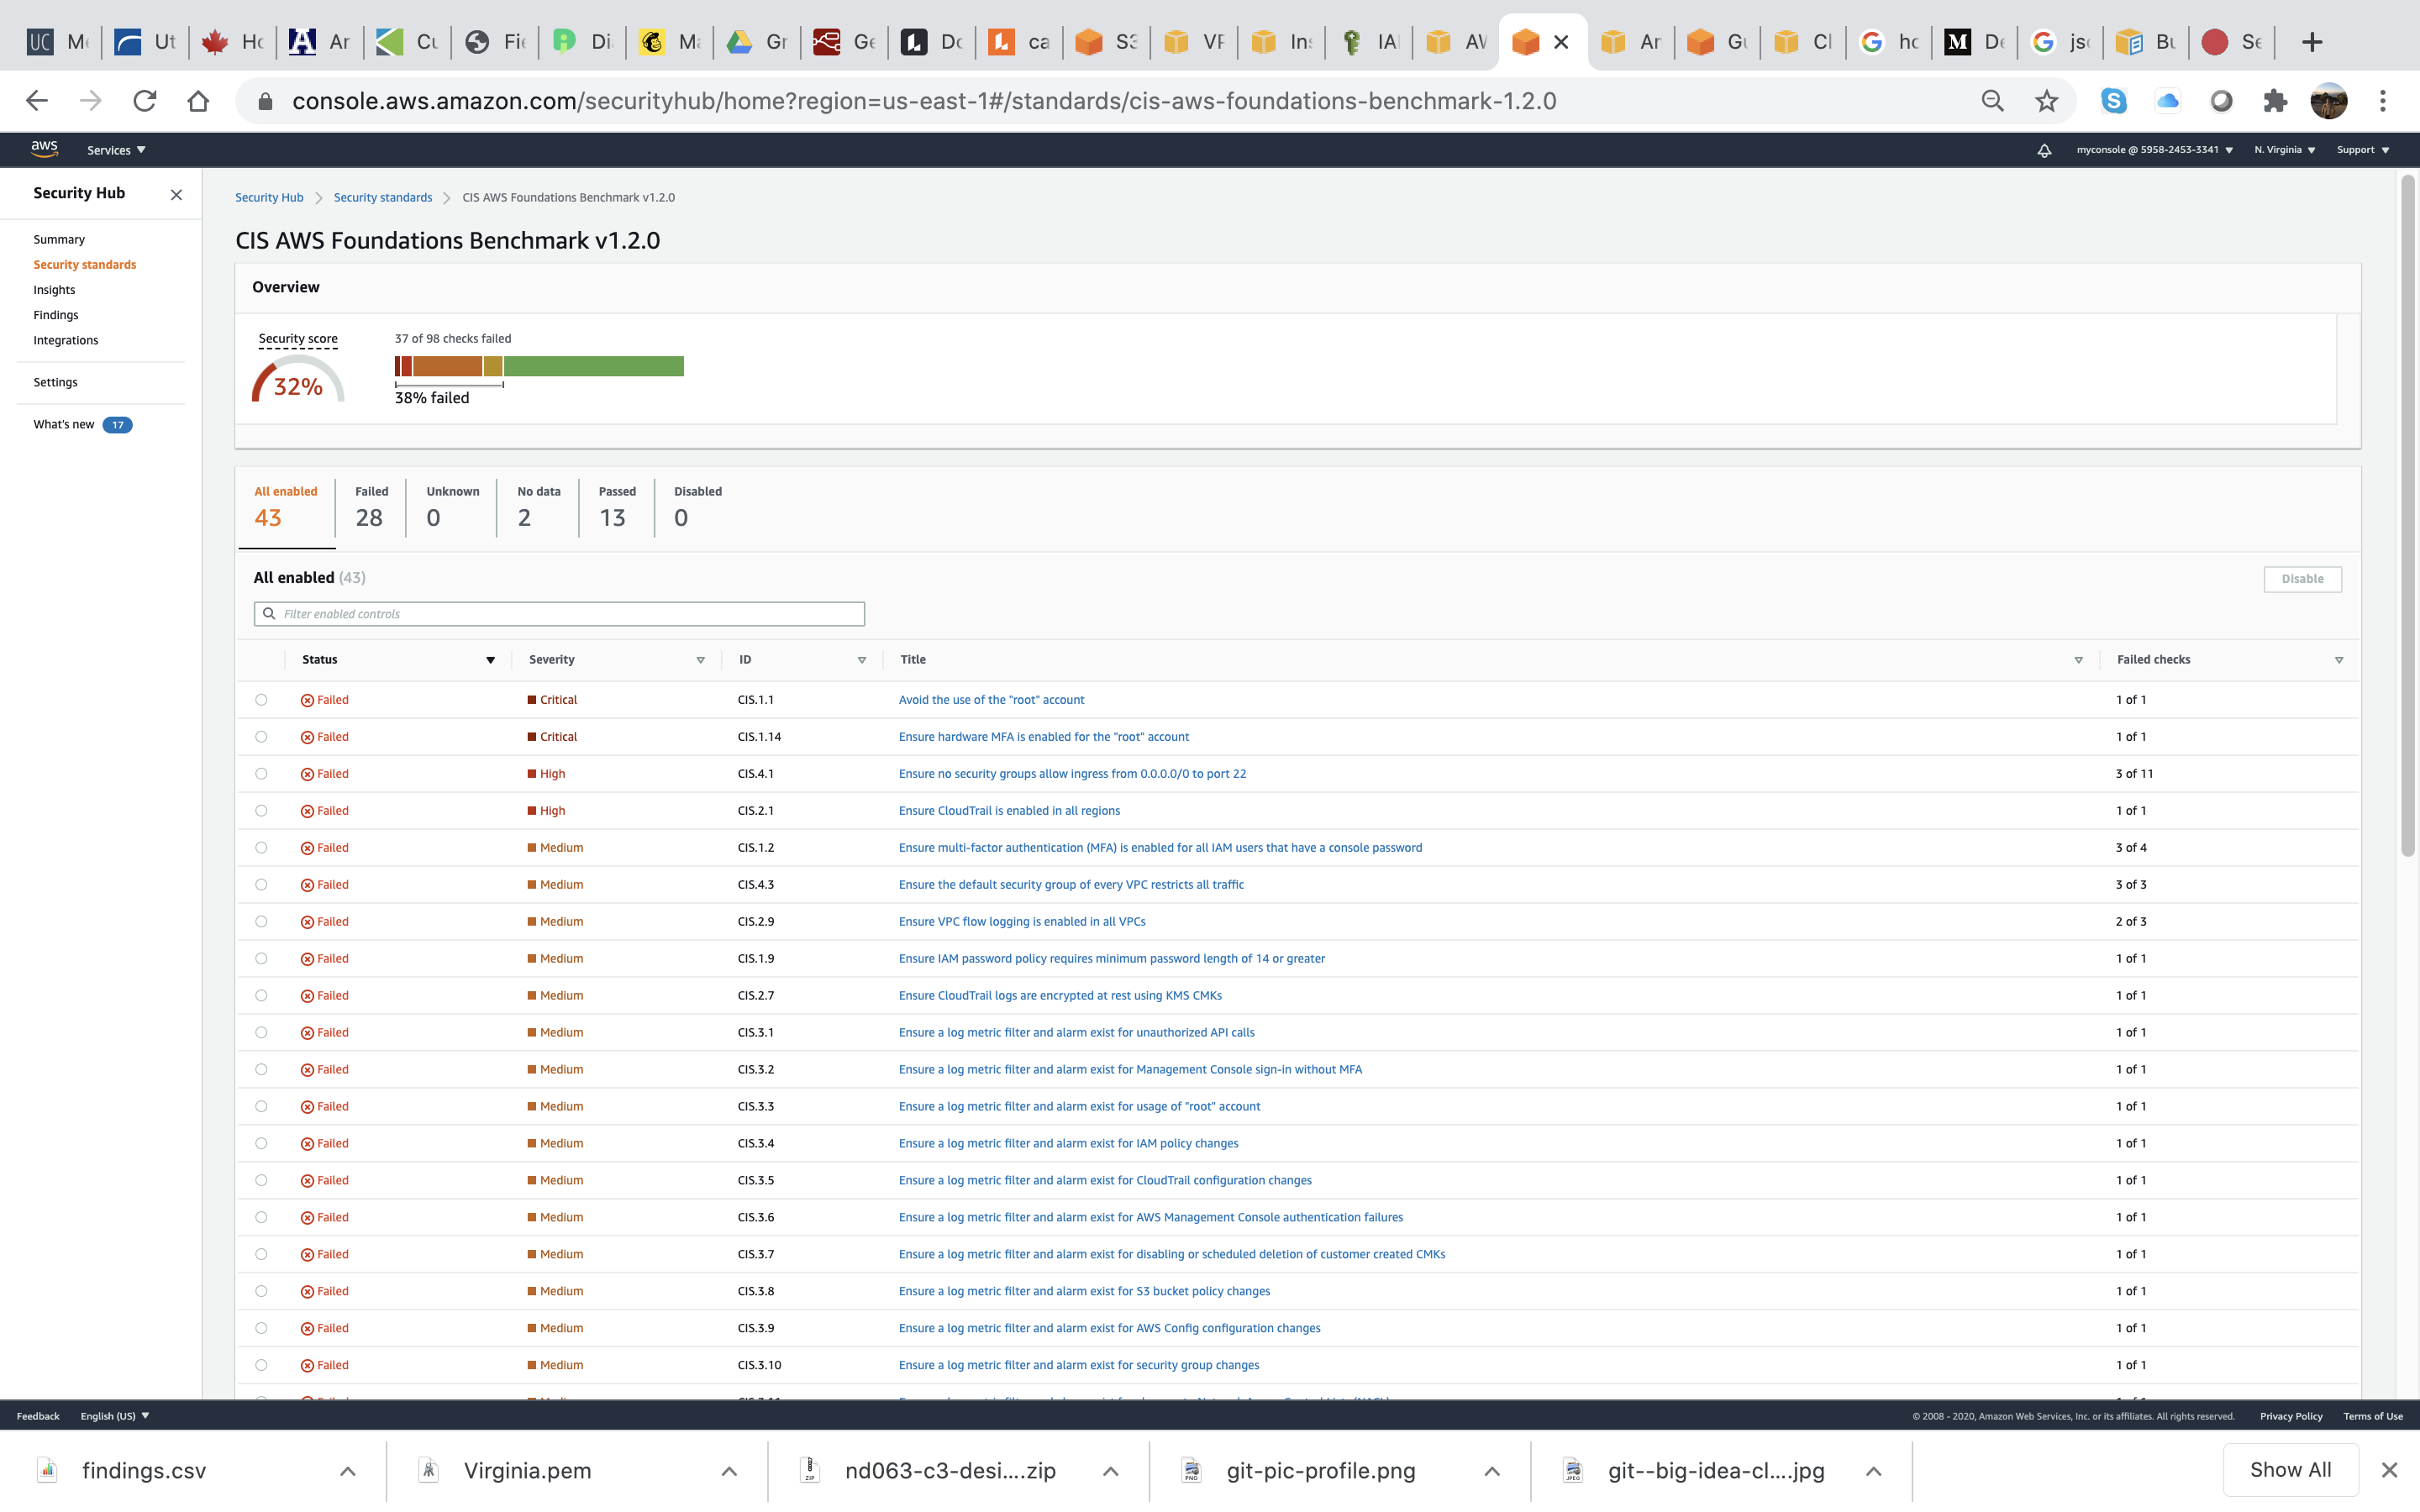 UC M
Ut
Ho
A Ar
Cu
Fie
Di
Ma
Gr
Ge
L Do
L ca
S3
VP
Ins
IA
AW
Ar
Gu
Cl
G ho
M De
G jso
Bu
Se
console.aws.amazon.com/securityhub/home?region=us-east-1#/standards/cis-aws-foundations-benchmark-1.2.0
aws Services myconsole @ 5958-2453-3341 N. Virginia Support
Security Hub
Summary
Security standards
Insights
Findings
Integrations
Settings
What's new 17
Security Hub Security standards CIS AWS Foundations Benchmark v1.2.0
CIS AWS Foundations Benchmark v1.2.0
Overview
Security score
32%
37 of 98 checks failed
38% failed
All enabled Failed Unknown No data Passed Disabled
43 28 0 2 13 0
All enabled (43) Disable
Filter enabled controls
Status Severity ID Title Failed checks
Failed Critical CIS.1.1 Avoid the use of the "root" account 1 of 1
Failed Critical CIS.1.14 Ensure hardware MFA is enabled for the "root" account 1 of 1
Failed High CIS.4.1 Ensure no security groups allow ingress from 0.0.0.0/0 to port 22 3 of 11
Failed High CIS.2.1 Ensure CloudTrail is enabled in all regions 1 of 1
Failed Medium CIS.1.2 Ensure multi-factor authentication (MFA) is enabled for all IAM users that have a console password 3 of 4
Failed Medium CIS.4.3 Ensure the default security group of every VPC restricts all traffic 3 of 3
Failed Medium CIS.2.9 Ensure VPC flow logging is enabled in all VPCs 2 of 3
Failed Medium CIS.1.9 Ensure IAM password policy requires minimum password length of 14 or greater 1 of 1
Failed Medium CIS.2.7 Ensure CloudTrail logs are encrypted at rest using KMS CMKs 1 of 1
Failed Medium CIS.3.1 Ensure a log metric filter and alarm exist for unauthorized API calls 1 of 1
Failed Medium CIS.3.2 Ensure a log metric filter and alarm exist for Management Console sign-in without MFA 1 of 1
Failed Medium CIS.3.3 Ensure a log metric filter and alarm exist for usage of "root" account 1 of 1
Failed Medium CIS.3.4 Ensure a log metric filter and alarm exist for IAM policy changes 1 of 1
Failed Medium CIS.3.5 Ensure a log metric filter and alarm exist for CloudTrail configuration changes 1 of 1
Failed Medium CIS.3.6 Ensure a log metric filter and alarm exist for AWS Management Console authentication failures 1 of 1
Failed Medium CIS.3.7 Ensure a log metric filter and alarm exist for disabling or scheduled deletion of customer created CMKs 1 of 1
Failed Medium CIS.3.8 Ensure a log metric filter and alarm exist for S3 bucket policy changes 1 of 1
Failed Medium CIS.3.9 Ensure a log metric filter and alarm exist for AWS Config configuration changes 1 of 1
Failed Medium CIS.3.10 Ensure a log metric filter and alarm exist for security group changes 1 of 1
Feedback English (US) © 2008 - 2020, Amazon Web Services, Inc. or its affiliates. All rights reserved. Privacy Policy Terms of Use
findings.csv Virginia.pem nd063-c3-desi....zip git-pic-profile.png git--big-idea-cl....jpg Show All